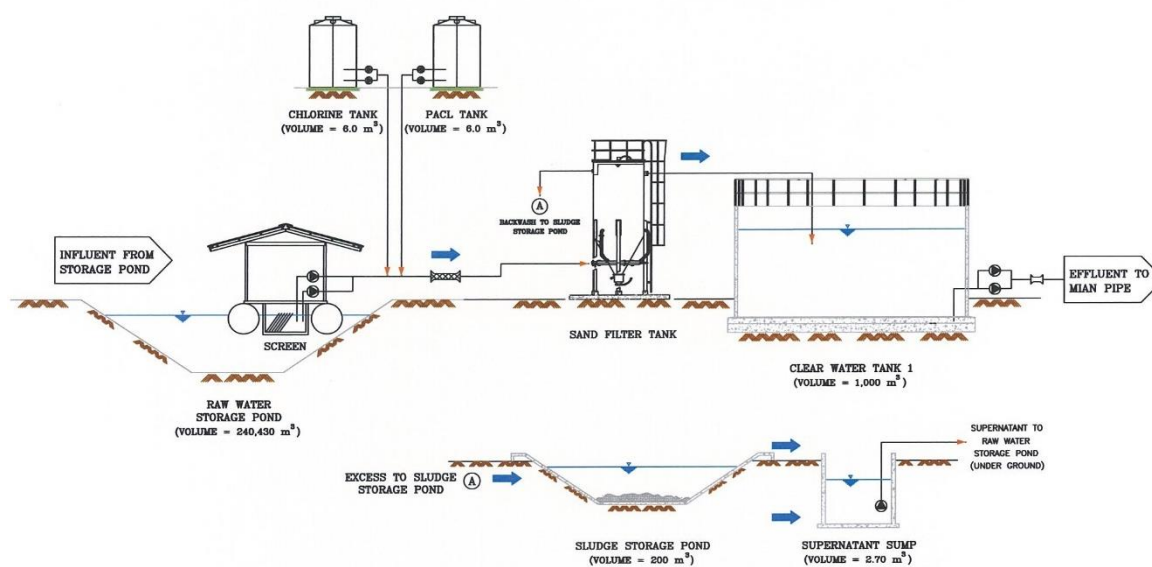 CHLORINE TANK
(VOLUME = 6.0 m³)
PACL TANK
(VOLUME = 6.0 m³)
A
BACKWASH TO SLUDGE
STORAGE POND
INFLUENT FROM
STORAGE POND
SCREEN
SAND FILTER TANK
EFFLUENT TO
MIAN PIPE
CLEAR WATER TANK 1
(VOLUME = 1,000 m³)
RAW WATER
STORAGE POND
(VOLUME = 240,430 m³)
SUPERNATANT TO
RAW WATER
STORAGE POND
(UNDER GROUND)
EXCESS TO SLUDGE A
STORAGE POND
SLUDGE STORAGE POND
(VOLUME = 200 m³)
SUPERNATANT SUMP
(VOLUME = 2.70 m³)